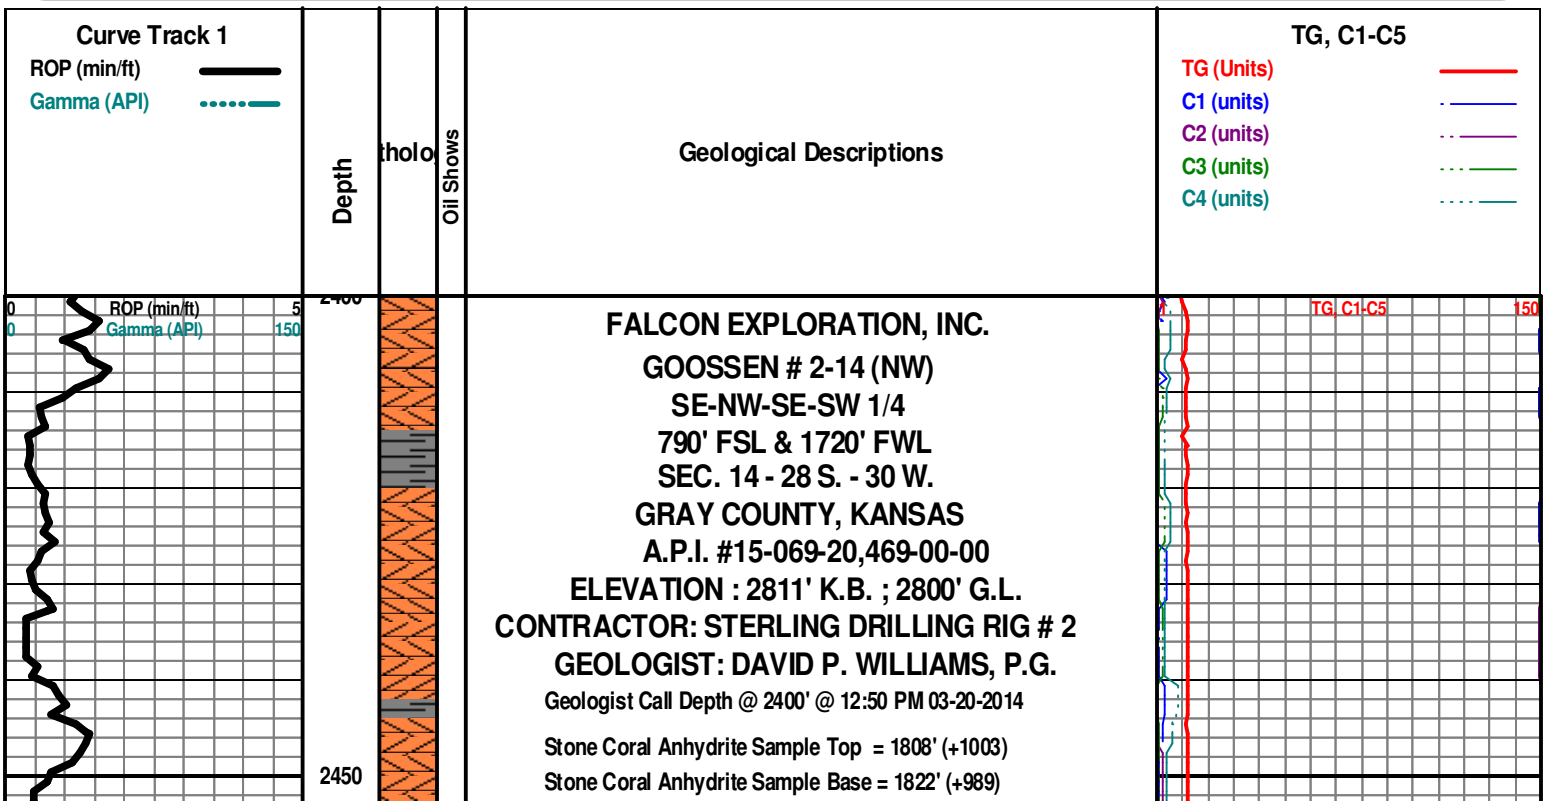 Curve Track 1
ROP (min/ft)
Gamma (API)
Depth
tholo
Oil Shows
Geological Descriptions
TG, C1-C5
TG (Units)
C1 (units)
C2 (units)
C3 (units)
C4 (units)
0 ROP (min/ft) 5
0 Gamma (API) 150
2400
TG, C1-C5 150
FALCON EXPLORATION, INC.
GOOSSEN # 2-14 (NW)
SE-NW-SE-SW 1/4
790' FSL & 1720' FWL
SEC. 14 - 28 S. - 30 W.
GRAY COUNTY, KANSAS
A.P.I. #15-069-20,469-00-00
ELEVATION : 2811' K.B. ; 2800' G.L.
CONTRACTOR: STERLING DRILLING RIG # 2
GEOLOGIST: DAVID P. WILLIAMS, P.G.
Geologist Call Depth @ 2400' @ 12:50 PM 03-20-2014
Stone Coral Anhydrite Sample Top = 1808' (+1003)
2450
Stone Coral Anhydrite Sample Base = 1822' (+989)